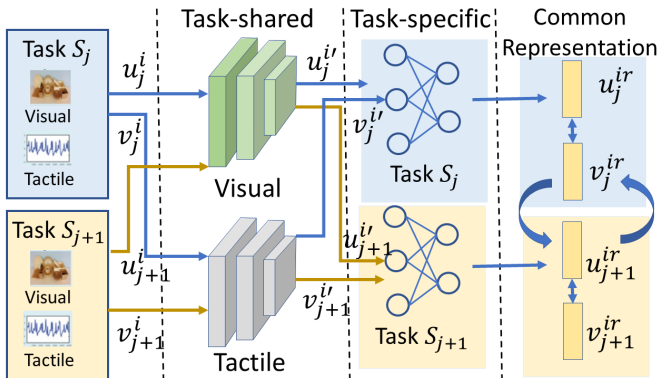 Task-shared
Task-specific
Common
Representation
Task $S_j$
Visual
Tactile
$u_j^i$
$v_j^i$
Task $S_{j+1}$
Visual
Tactile
$u_{j+1}^i$
$v_{j+1}^i$
Visual
Tactile
$u_j^{i'}$
$v_j^{i'}$
$u_{j+1}^{i'}$
$v_{j+1}^{i'}$
Task $S_j$
Task $S_{j+1}$
$u_j^{ir}$
$v_j^{ir}$
$u_{j+1}^{ir}$
$v_{j+1}^{ir}$